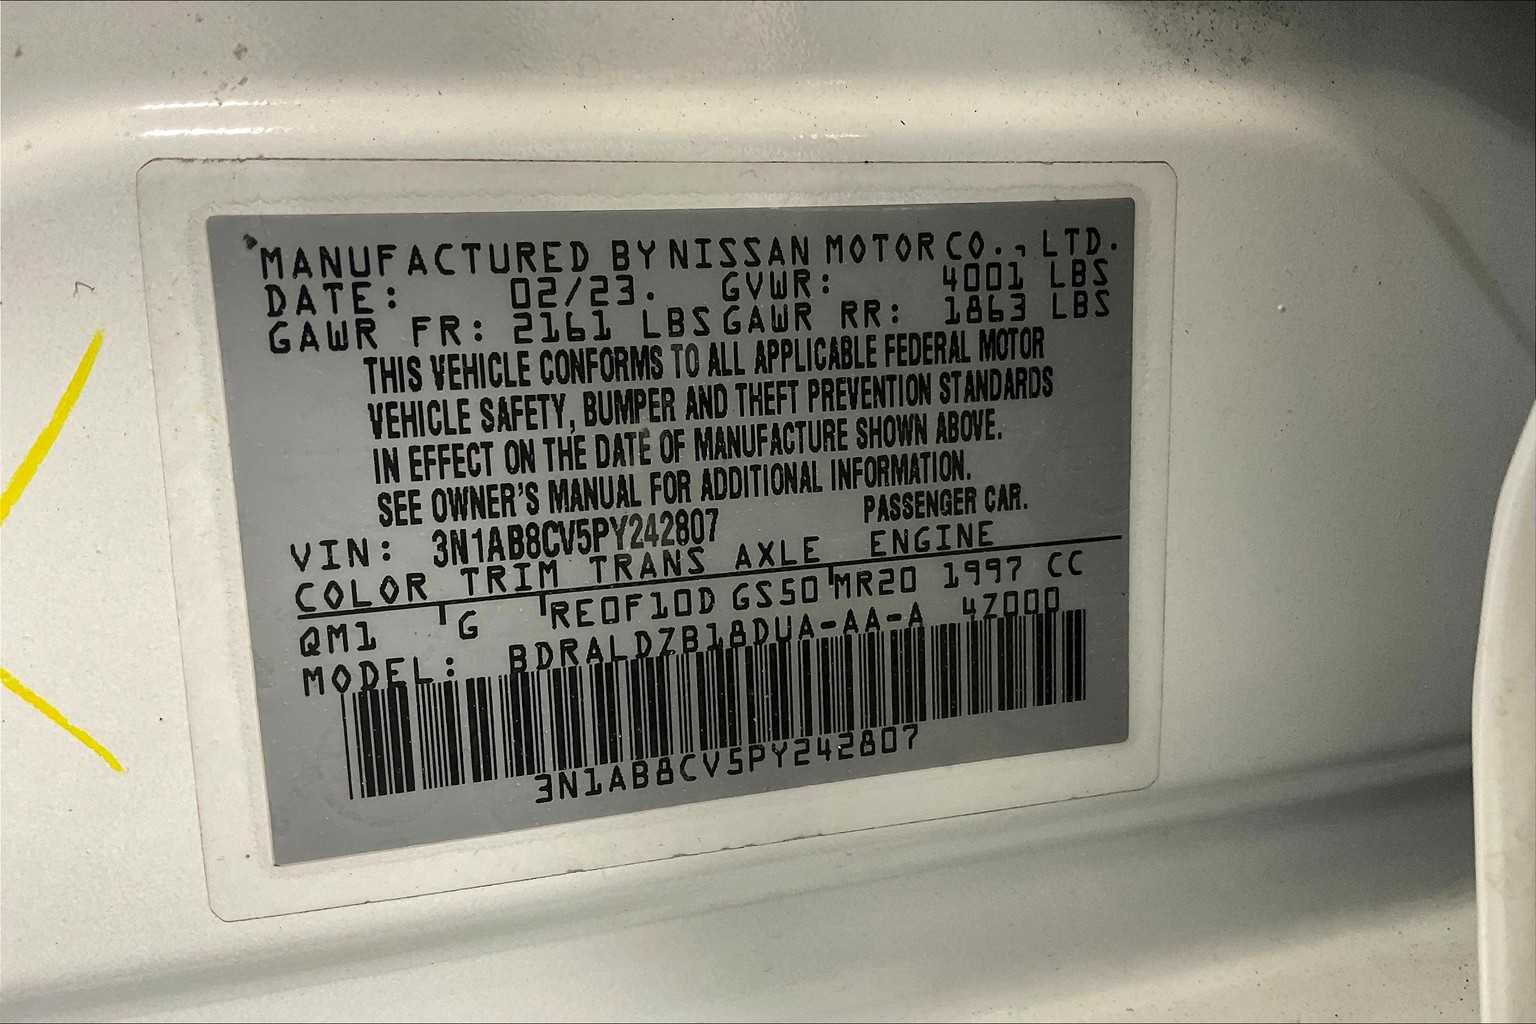 MANUFACTURED BY NISSAN MOTOR CO., LTD.
DATE: 02/23. GVWR: 4001 LBS
GAWR FR: 2161 LBS GAWR RR: 1863 LBS
THIS VEHICLE CONFORMS TO ALL APPLICABLE FEDERAL MOTOR
VEHICLE SAFETY, BUMPER AND THEFT PREVENTION STANDARDS
IN EFFECT ON THE DATE OF MANUFACTURE SHOWN ABOVE.
SEE OWNER'S MANUAL FOR ADDITIONAL INFORMATION.
VIN: 3N1AB8CV5PY242807 PASSENGER CAR.
COLOR TRIM TRANS AXLE ENGINE
QM1 G RE0F10D GS50 MR20 1997 CC
MODEL: BDRALDZB18DUA-AA-A 4Z000
3N1AB8CV5PY242807